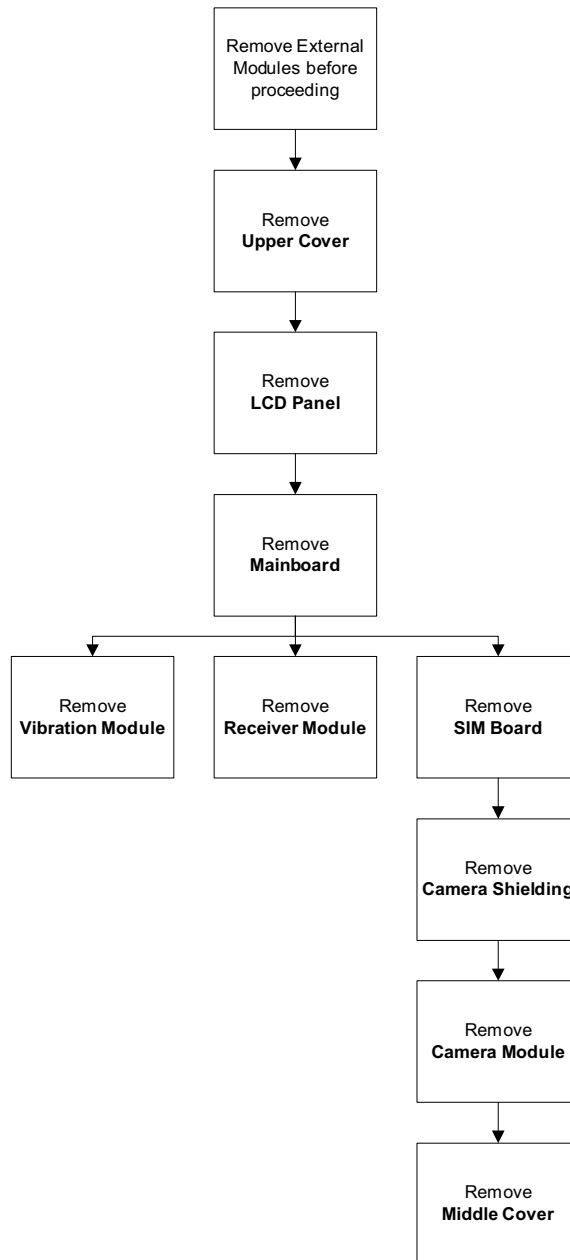 Remove External
Modules before
proceeding
Remove
Upper Cover
Remove
LCD Panel
Remove
Mainboard
Remove
Vibration Module
Remove
Receiver Module
Remove
SIM Board
Remove
Camera Shielding
Remove
Camera Module
Remove
Middle Cover